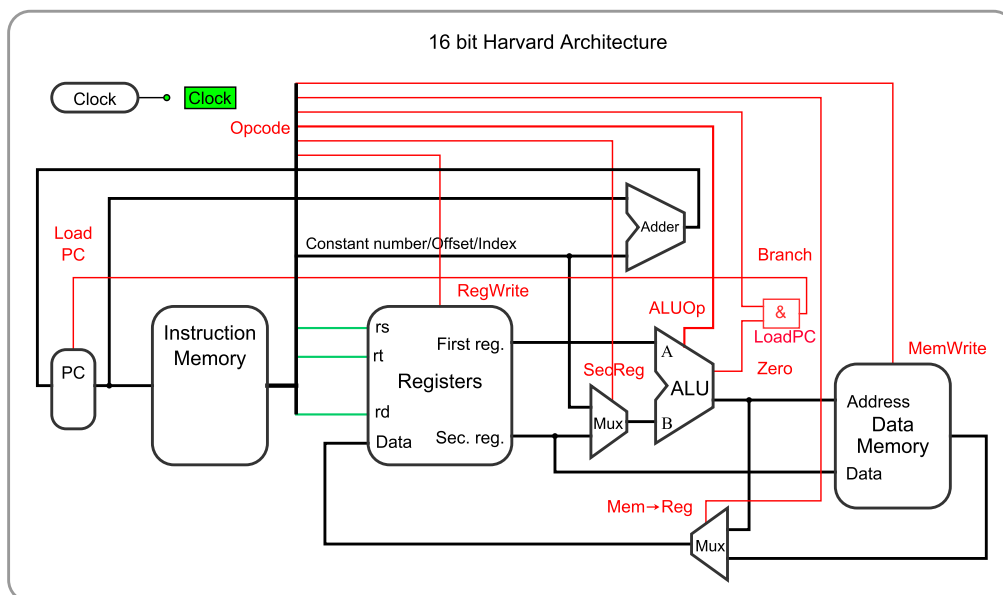 16 bit Harvard Architecture
Clock
Clock
Opcode
Adder
Load
PC
Constant number/Offset/Index
Branch
RegWrite
Instruction
Memory
rs
rt
rd
Data
First reg.
Registers
Sec. reg.
ALUOp
&
LoadPC
MemWrite
PC
A
SecReg
Zero
ALU
Mux
B
Address
Data
Memory
Data
Mem→Reg
Mux